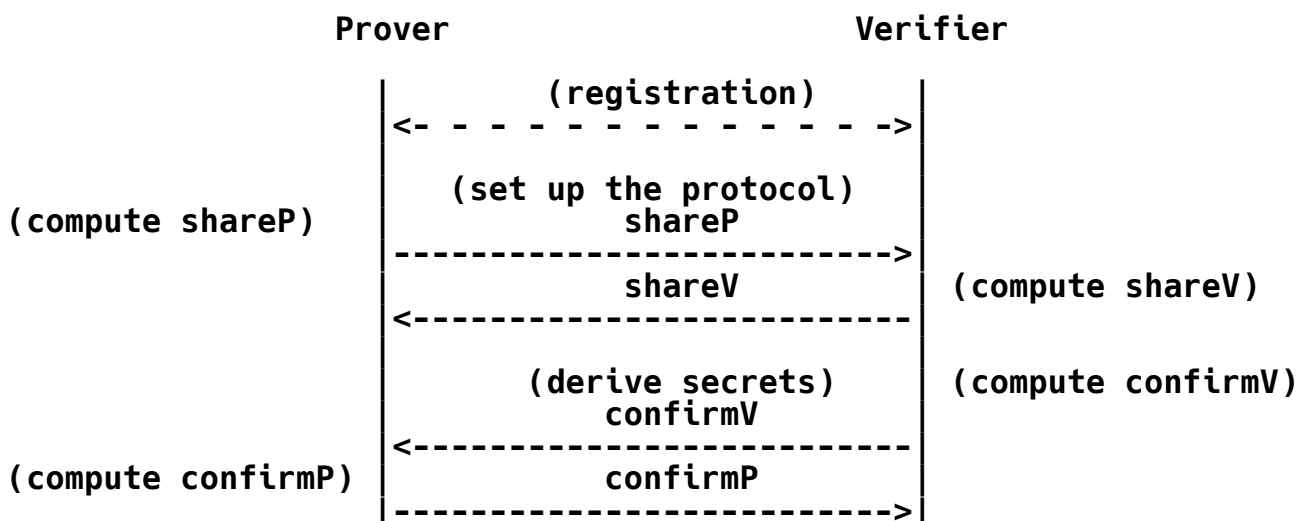 Prover Verifier
(registration)
<- - - - - - - - - - - - ->
(set up the protocol)
(compute shareP) shareP
-------------------------->
shareV (compute shareV)
<--------------------------
(derive secrets) (compute confirmV)
confirmV
<--------------------------
(compute confirmP) confirmP
-------------------------->